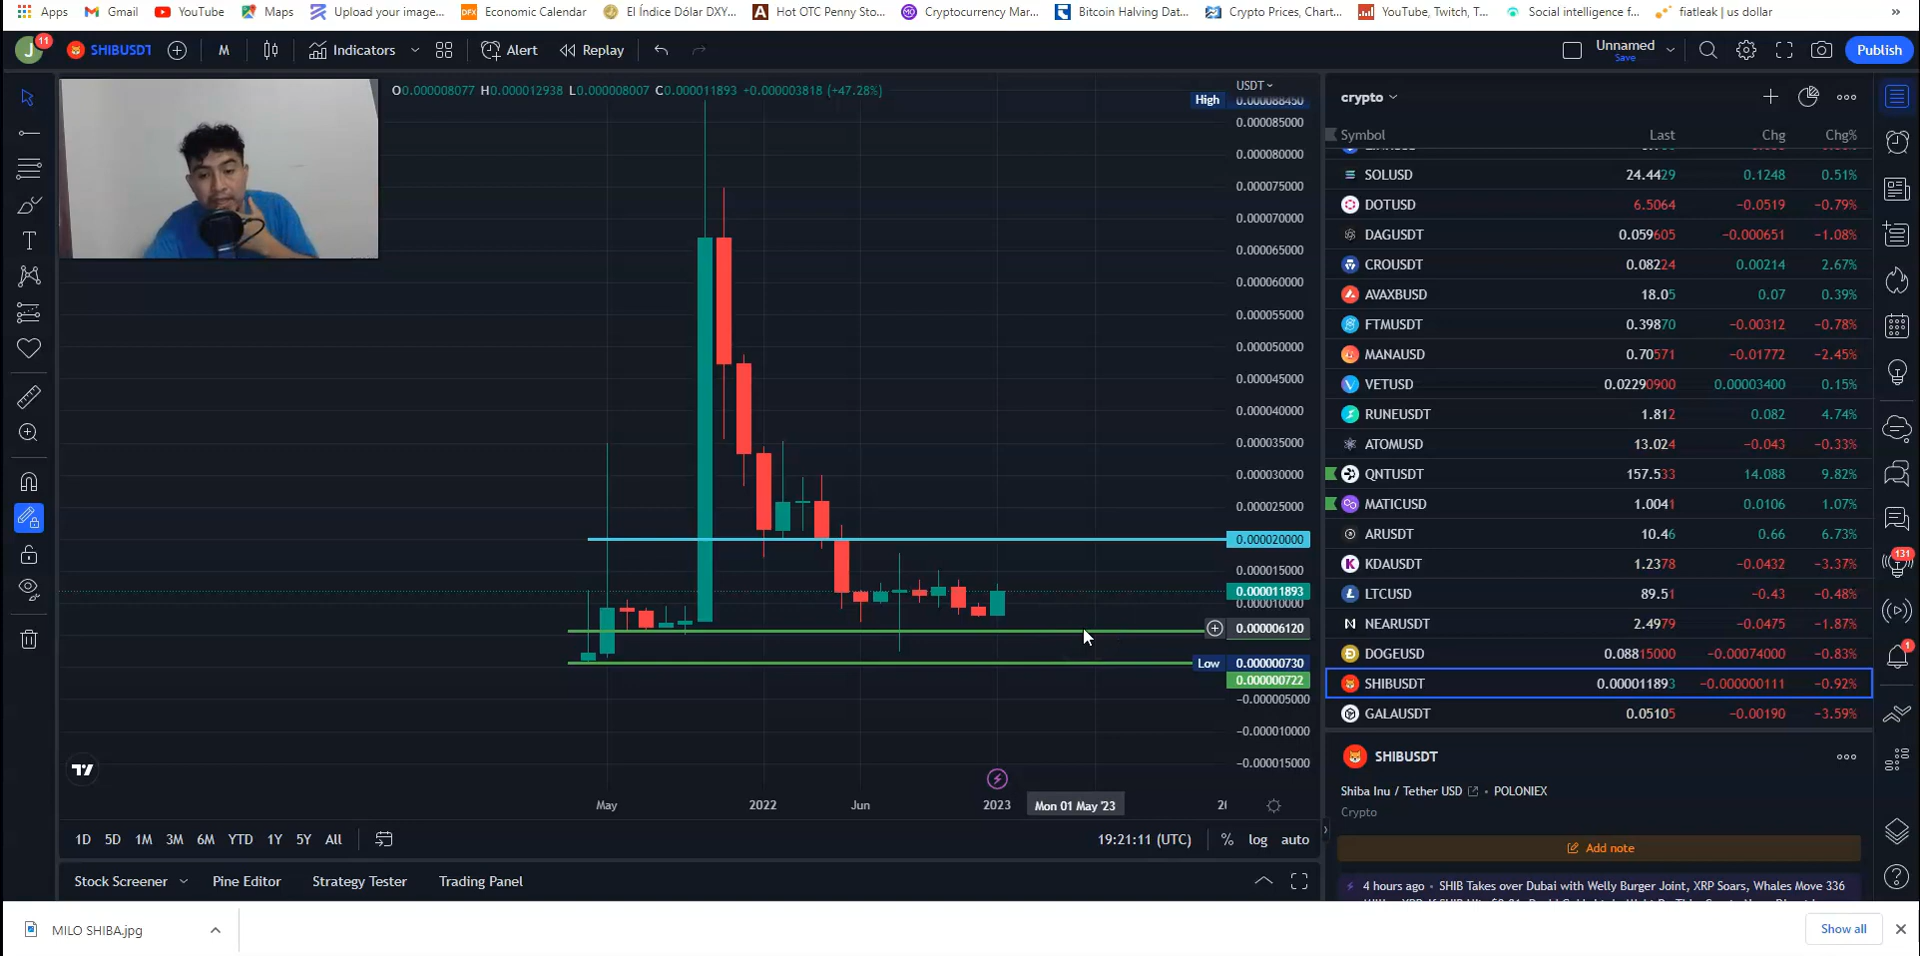 Apps Gmail YouTube Maps Upload your image... Economic Calendar El Índice Dólar DXY... Hot OTC Penny Sto... Cryptocurrency Mar... Bitcoin Halving Dat... Crypto Prices, Chart... YouTube, Twitch, T... Social intelligence f... fiatleak | us dollar »
J 11 SHIBUSDT M Indicators Alert Replay Unnamed Save Publish
O0.000008077 H0.000012938 L0.000008007 C0.000011893 +0.000003818 (+47.28%)
USDT
High 0.000088450
0.000085000
0.000080000
0.000075000
0.000070000
0.000065000
0.000060000
0.000055000
0.000050000
0.000045000
0.000040000
0.000035000
0.000030000
0.000025000
0.000020000
0.000015000
0.000011893
0.000010000
0.000006120
Low 0.000000730
0.000000722
−0.000005000
−0.000010000
−0.000015000
May 2022 Jun 2023 Mon 01 May '23
1D 5D 1M 3M 6M YTD 1Y 5Y All 19:21:11 (UTC) % log auto
Stock Screener Pine Editor Strategy Tester Trading Panel
crypto
Symbol Last Chg Chg%
SOLUSD 24.4429 0.1248 0.51%
DOTUSD 6.5064 −0.0519 −0.79%
DAGUSDT 0.059605 −0.000651 −1.08%
CROUSDT 0.08224 0.00214 2.67%
AVAXBUSD 18.05 0.07 0.39%
FTMUSDT 0.39870 −0.00312 −0.78%
MANAUSD 0.70571 −0.01772 −2.45%
VETUSD 0.02290900 0.00003400 0.15%
RUNEUSDT 1.812 0.082 4.74%
ATOMUSD 13.024 −0.043 −0.33%
QNTUSDT 157.533 14.088 9.82%
MATICUSD 1.0041 0.0106 1.07%
ARUSDT 10.46 0.66 6.73%
KDAUSDT 1.2378 −0.0432 −3.37%
LTCUSD 89.51 −0.43 −0.48%
NEARUSDT 2.4979 −0.0475 −1.87%
DOGEUSD 0.08815000 −0.00074000 −0.83%
SHIBUSDT 0.000011893 −0.000000111 −0.92%
GALAUSDT 0.05105 −0.00190 −3.59%
SHIBUSDT
Shiba Inu / Tether USD • POLONIEX
Crypto
Add note
4 hours ago • SHIB Takes over Dubai with Welly Burger Joint, XRP Soars, Whales Move 336
131
1
MILO SHIBA.jpg Show all